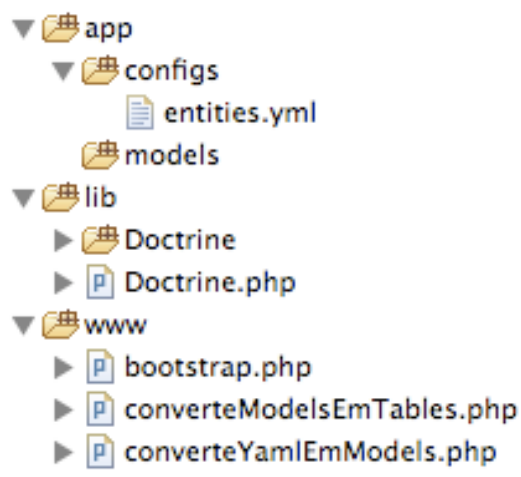 app
configs
entities.yml
models
lib
Doctrine
Doctrine.php
www
bootstrap.php
converteModelsEmTables.php
converteYamlEmModels.php